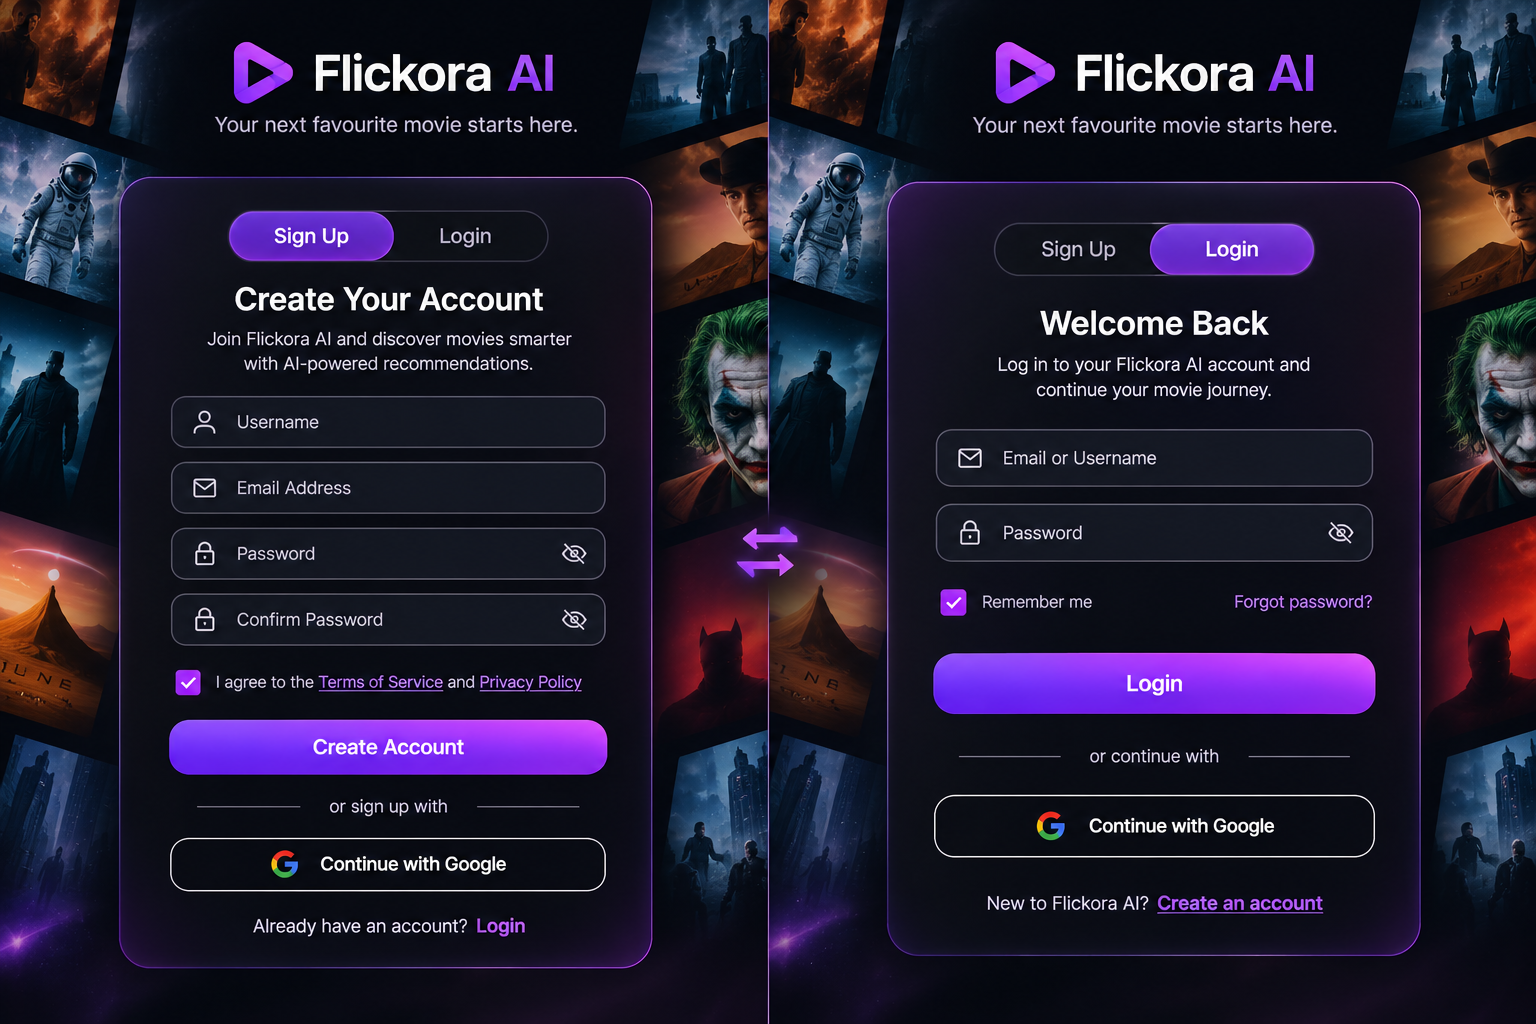 Flickora AI
Your next favourite movie starts here.
Sign Up
Login
Create Your Account
Join Flickora AI and discover movies smarter
with AI-powered recommendations.
Username
Email Address
Password
Confirm Password
I agree to the Terms of Service and Privacy Policy
Create Account
or sign up with
Continue with Google
Already have an account? Login
Flickora AI
Your next favourite movie starts here.
Sign Up
Login
Welcome Back
Log in to your Flickora AI account and
continue your movie journey.
Email or Username
Password
Remember me
Forgot password?
Login
or continue with
Continue with Google
New to Flickora AI? Create an account